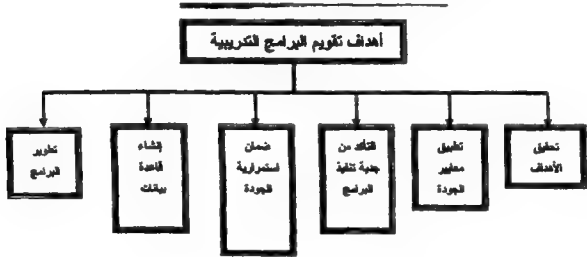 أهداف تقويم البرامج التدريبية
تحقيق
الأهداف
تطبيق
معايير
الجودة
التأكد من
جدية تنفيذ
البرامج
ضمان
استمرارية
الجودة
إنشاء
قاعدة
بيانات
تطوير
البرامج